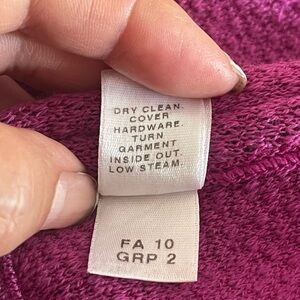 DRY CLEAN.
COVER
HARDWARE.
TURN
GARMENT
INSIDE OUT.
LOW STEAM.
FA 10
GRP 2